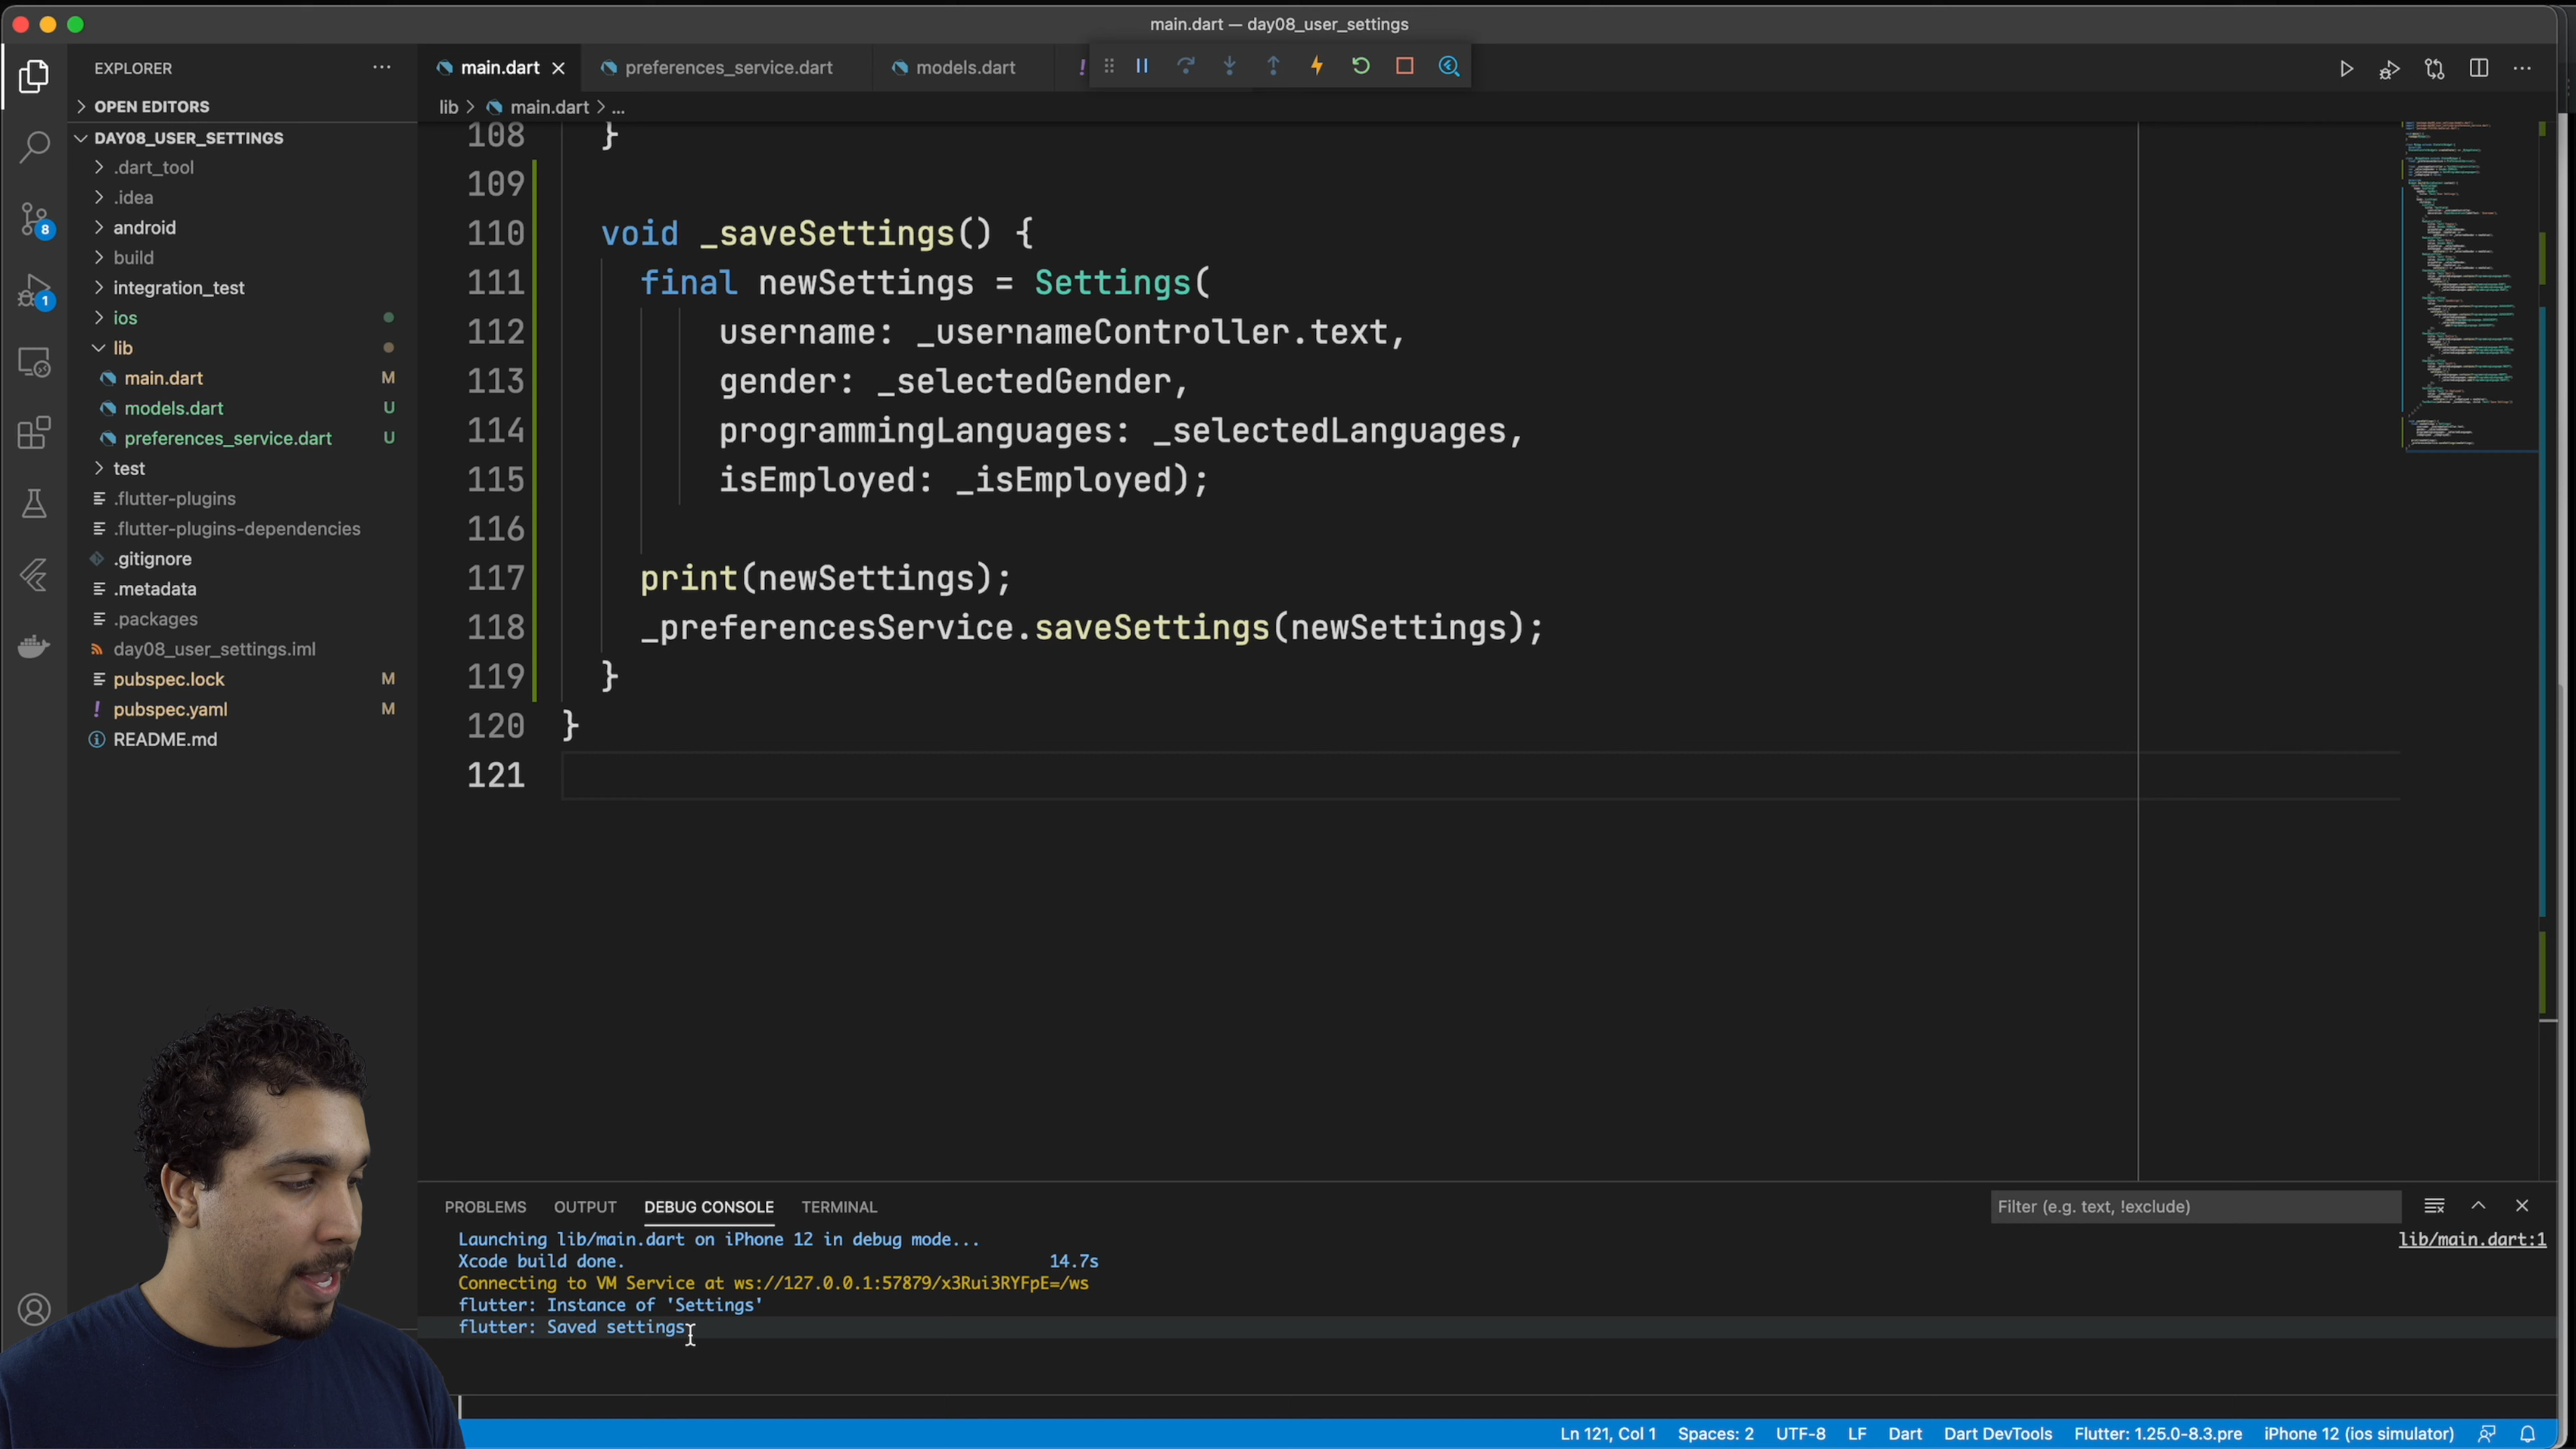 main.dart — day08_user_settings
EXPLORER
main.dart
preferences_service.dart
models.dart
!
OPEN EDITORS
lib > main.dart > ...
DAY08_USER_SETTINGS
.dart_tool
.idea
android
build
integration_test
ios
lib
main.dart M
models.dart U
preferences_service.dart U
test
.flutter-plugins
.flutter-plugins-dependencies
.gitignore
.metadata
.packages
day08_user_settings.iml
pubspec.lock M
! pubspec.yaml M
README.md
8
1
108 }
109
110 void _saveSettings() {
111 final newSettings = Settings(
112 username: _usernameController.text,
113 gender: _selectedGender,
114 programmingLanguages: _selectedLanguages,
115 isEmployed: _isEmployed);
116
117 print(newSettings);
118 _preferencesService.saveSettings(newSettings);
119 }
120 }
121
PROBLEMS OUTPUT DEBUG CONSOLE TERMINAL
Filter (e.g. text, !exclude)
Launching lib/main.dart on iPhone 12 in debug mode...
lib/main.dart:1
Xcode build done. 14.7s
Connecting to VM Service at ws://127.0.0.1:57879/x3Rui3RYFpE=/ws
flutter: Instance of 'Settings'
flutter: Saved settings
Ln 121, Col 1 Spaces: 2 UTF-8 LF Dart Dart DevTools Flutter: 1.25.0-8.3.pre iPhone 12 (ios simulator)